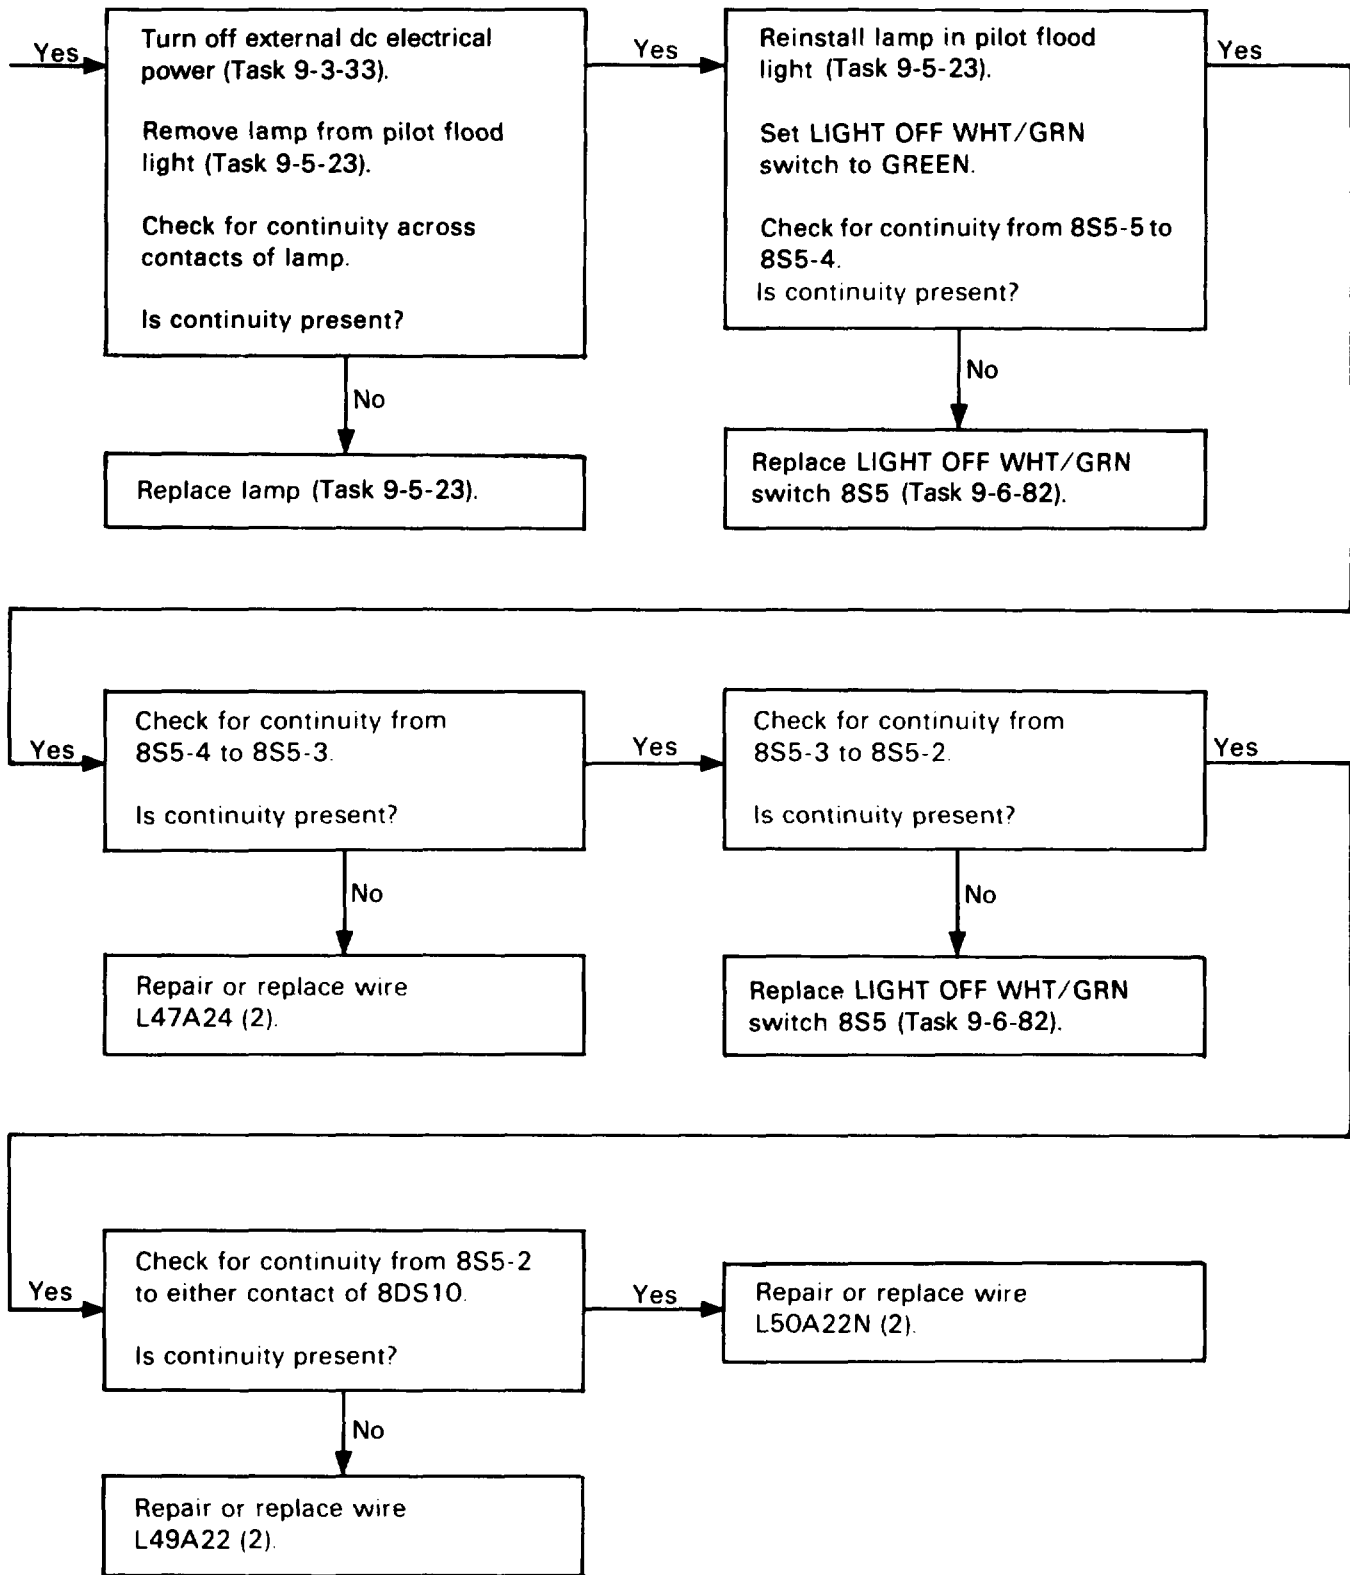 Yes
Turn off external dc electrical
power (Task 9-3-33).
Remove lamp from pilot flood
light (Task 9-5-23).
Check for continuity across
contacts of lamp.
Is continuity present?
Yes
Reinstall lamp in pilot flood
light (Task 9-5-23).
Set LIGHT OFF WHT/GRN
switch to GREEN.
Check for continuity from 8S5-5 to
8S5-4.
Is continuity present?
Yes
No
Replace lamp (Task 9-5-23).
No
Replace LIGHT OFF WHT/GRN
switch 8S5 (Task 9-6-82).
Yes
Check for continuity from
8S5-4 to 8S5-3.
Is continuity present?
Yes
Check for continuity from
8S5-3 to 8S5-2.
Is continuity present?
Yes
No
Repair or replace wire
L47A24 (2).
No
Replace LIGHT OFF WHT/GRN
switch 8S5 (Task 9-6-82).
Yes
Check for continuity from 8S5-2
to either contact of 8DS10.
Is continuity present?
Yes
Repair or replace wire
L50A22N (2).
No
Repair or replace wire
L49A22 (2).